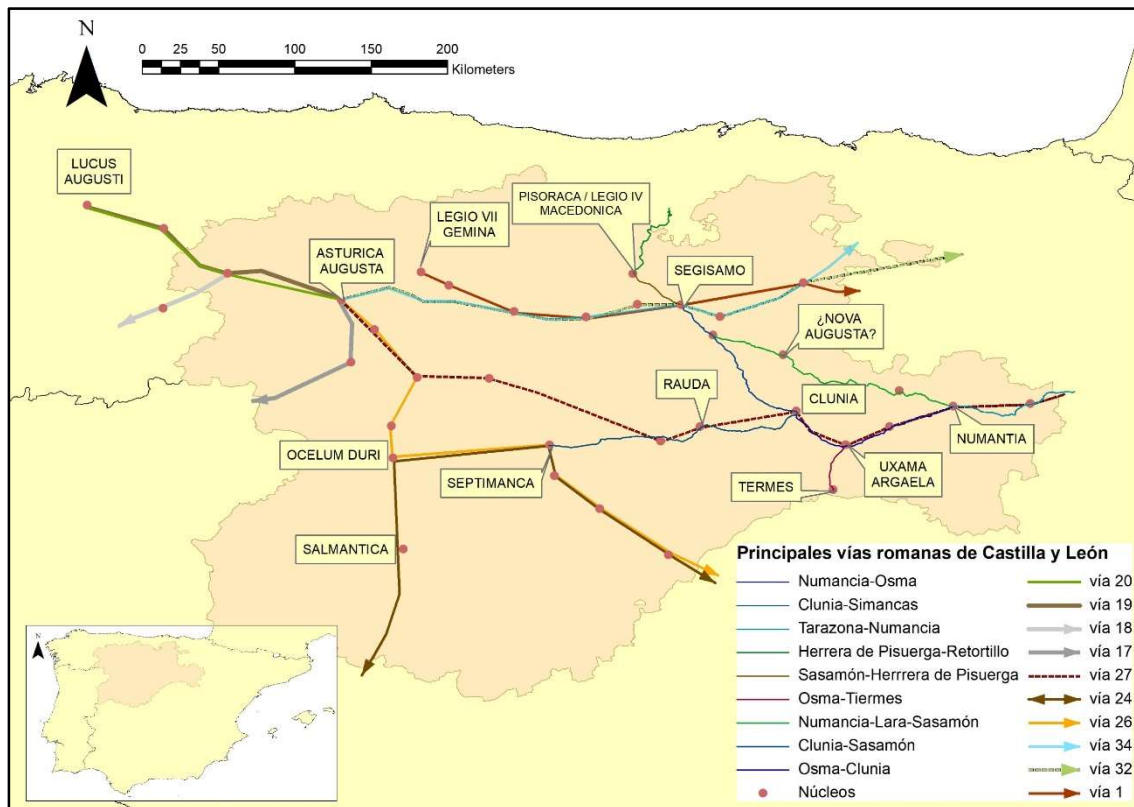 N
0 25 50 100 150 200
Kilometers
LUCUS
AUGUSTI
PISORACA / LEGIO IV
MACEDONICA
LEGIO VII
GEMINA
ASTURICA
AUGUSTA
SEGISAMO
¿NOVA
AUGUSTA?
RAUDA
CLUNIA
NUMANTIA
OCELUM DURI
SEPTIMANCA
UXAMA
ARGAELA
TERMES
SALMANTICA
Principales vías romanas de Castilla y León
Numancia-Osma
Clunia-Simancas
Tarazona-Numancia
Herrera de Pisuerga-Retortillo
Sasamón-Herrrera de Pisuerga
Osma-Tiermes
Numancia-Lara-Sasamón
Clunia-Sasamón
Osma-Clunia
Núcleos
vía 20
vía 19
vía 18
vía 17
vía 27
vía 24
vía 26
vía 34
vía 32
vía 1
N